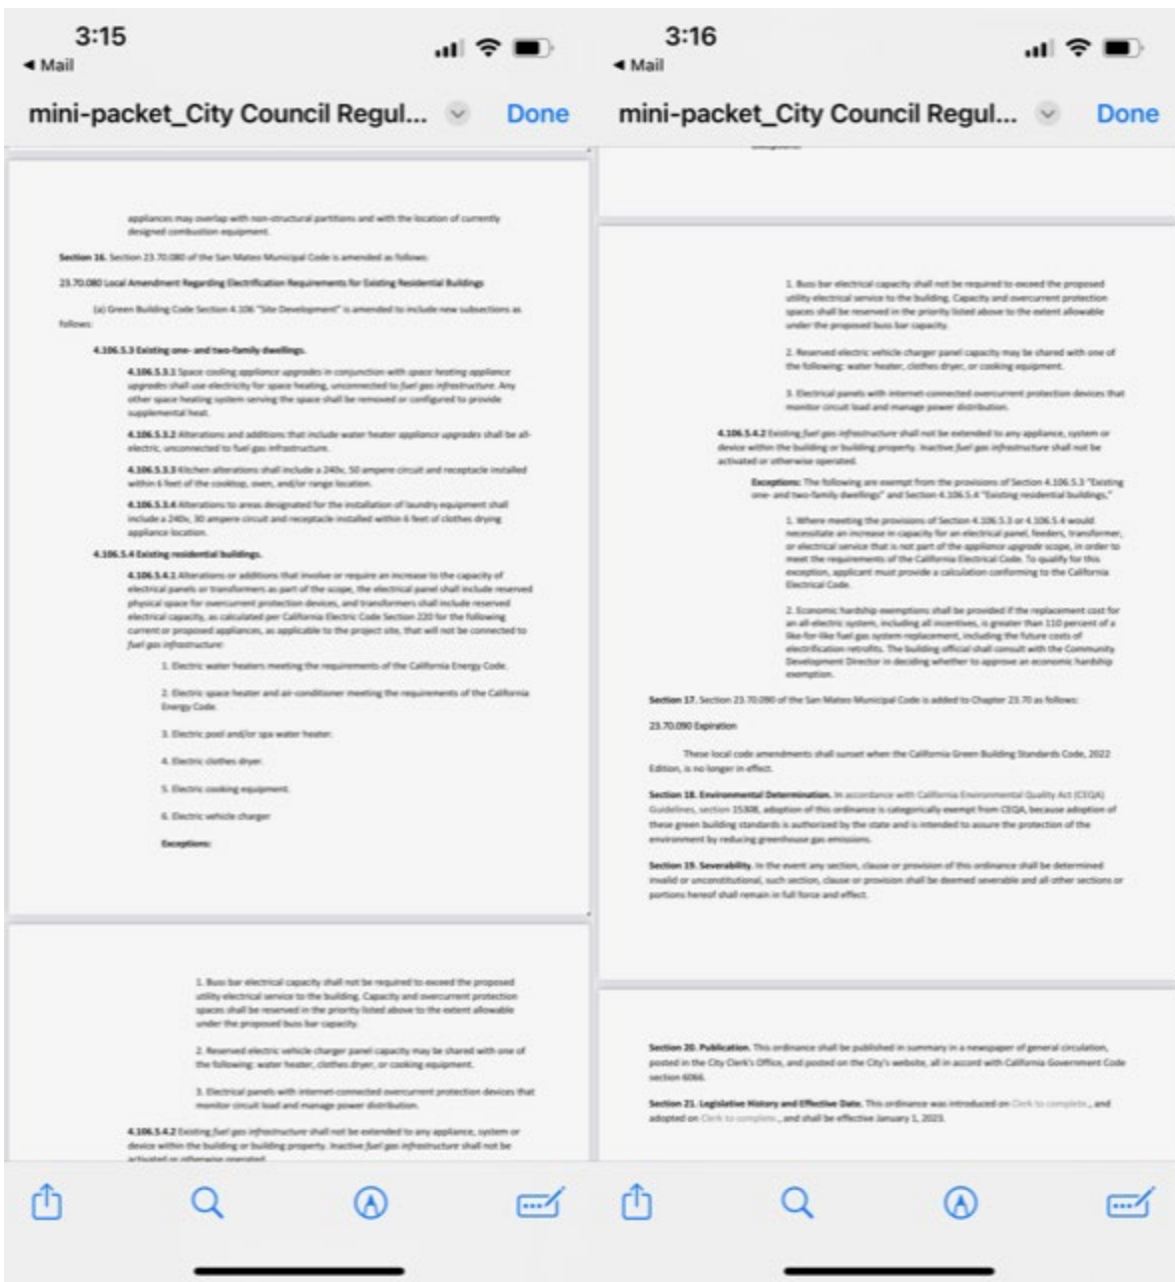 3:15
◀ Mail
mini-packet_City Council Regul...
Done
appliances may overlap with non-structural partitions and with the location of currently
designed combustion equipment.
Section 16. Section 23.70.080 of the San Mateo Municipal Code is amended as follows:
23.70.080 Local Amendment Regarding Electrification Requirements for Existing Residential Buildings
(a) Green Building Code Section 4.106 "Site Development" is amended to include new subsections as
follows:
4.106.5.3 Existing one- and two-family dwellings.
4.106.5.3.1 Space cooling appliance upgrades in conjunction with space heating appliance
upgrades shall use electricity for space heating, unconnected to fuel gas infrastructure. Any
other space heating system serving the space shall be removed or configured to provide
supplemental heat.
4.106.5.3.2 Alterations and additions that include water heater appliance upgrades shall be all-
electric, unconnected to fuel gas infrastructure.
4.106.5.3.3 Kitchen alterations shall include a 240v, 50 ampere circuit and receptacle installed
within 6 feet of the cooktop, oven, and/or range location.
4.106.5.3.4 Alterations to areas designated for the installation of laundry equipment shall
include a 240v, 30 ampere circuit and receptacle installed within 6 feet of clothes drying
appliance location.
4.106.5.4 Existing residential buildings.
4.106.5.4.1 Alterations or additions that involve or require an increase to the capacity of
electrical panels or transformers as part of the scope, the electrical panel shall include reserved
physical space for overcurrent protection devices, and transformers shall include reserved
electrical capacity, as calculated per California Electric Code Section 220 for the following
current or proposed appliances, as applicable to the project site, that will not be connected to
fuel gas infrastructure:
1. Electric water heaters meeting the requirements of the California Energy Code.
2. Electric space heater and air-conditioner meeting the requirements of the California
Energy Code.
3. Electric pool and/or spa water heater.
4. Electric clothes dryer.
5. Electric cooking equipment.
6. Electric vehicle charger
Exceptions:
1. Buss bar electrical capacity shall not be required to exceed the proposed
utility electrical service to the building. Capacity and overcurrent protection
spaces shall be reserved in the priority listed above to the extent allowable
under the proposed buss bar capacity.
2. Reserved electric vehicle charger panel capacity may be shared with one of
the following: water heater, clothes dryer, or cooking equipment.
3. Electrical panels with internet-connected overcurrent protection devices that
monitor circuit load and manage power distribution.
4.106.5.4.2 Existing fuel gas infrastructure shall not be extended to any appliance, system or
device within the building or building property. Inactive fuel gas infrastructure shall not be
activated or otherwise operated.
3:16
◀ Mail
mini-packet_City Council Regul...
Done
Exceptions:
1. Buss bar electrical capacity shall not be required to exceed the proposed
utility electrical service to the building. Capacity and overcurrent protection
spaces shall be reserved in the priority listed above to the extent allowable
under the proposed buss bar capacity.
2. Reserved electric vehicle charger panel capacity may be shared with one of
the following: water heater, clothes dryer, or cooking equipment.
3. Electrical panels with internet-connected overcurrent protection devices that
monitor circuit load and manage power distribution.
4.106.5.4.2 Existing fuel gas infrastructure shall not be extended to any appliance, system or
device within the building or building property. Inactive fuel gas infrastructure shall not be
activated or otherwise operated.
Exceptions: The following are exempt from the provisions of Section 4.106.5.3 "Existing
one- and two-family dwellings" and Section 4.106.5.4 "Existing residential buildings,"
1. Where meeting the provisions of Section 4.106.5.3 or 4.106.5.4 would
necessitate an increase in capacity for an electrical panel, feeders, transformer,
or electrical service that is not part of the appliance upgrade scope, in order to
meet the requirements of the California Electrical Code. To qualify for this
exception, applicant must provide a calculation conforming to the California
Electrical Code.
2. Economic hardship exemptions shall be provided if the replacement cost for
an all-electric system, including all incentives, is greater than 110 percent of a
like-for-like fuel gas system replacement, including the future costs of
electrification retrofits. The building official shall consult with the Community
Development Director in deciding whether to approve an economic hardship
exemption.
Section 17. Section 23.70.090 of the San Mateo Municipal Code is added to Chapter 23.70 as follows:
23.70.090 Expiration
These local code amendments shall sunset when the California Green Building Standards Code, 2022
Edition, is no longer in effect.
Section 18. Environmental Determination. In accordance with California Environmental Quality Act (CEQA)
Guidelines, section 15308, adoption of this ordinance is categorically exempt from CEQA, because adoption of
these green building standards is authorized by the state and is intended to assure the protection of the
environment by reducing greenhouse gas emissions.
Section 19. Severability. In the event any section, clause or provision of this ordinance shall be determined
invalid or unconstitutional, such section, clause or provision shall be deemed severable and all other sections or
portions hereof shall remain in full force and effect.
Section 20. Publication. This ordinance shall be published in summary in a newspaper of general circulation,
posted in the City Clerk's Office, and posted on the City's website, all in accord with California Government Code
section 6066.
Section 21. Legislative History and Effective Date. This ordinance was introduced on Clerk to complete., and
adopted on Clerk to complete., and shall be effective January 1, 2023.